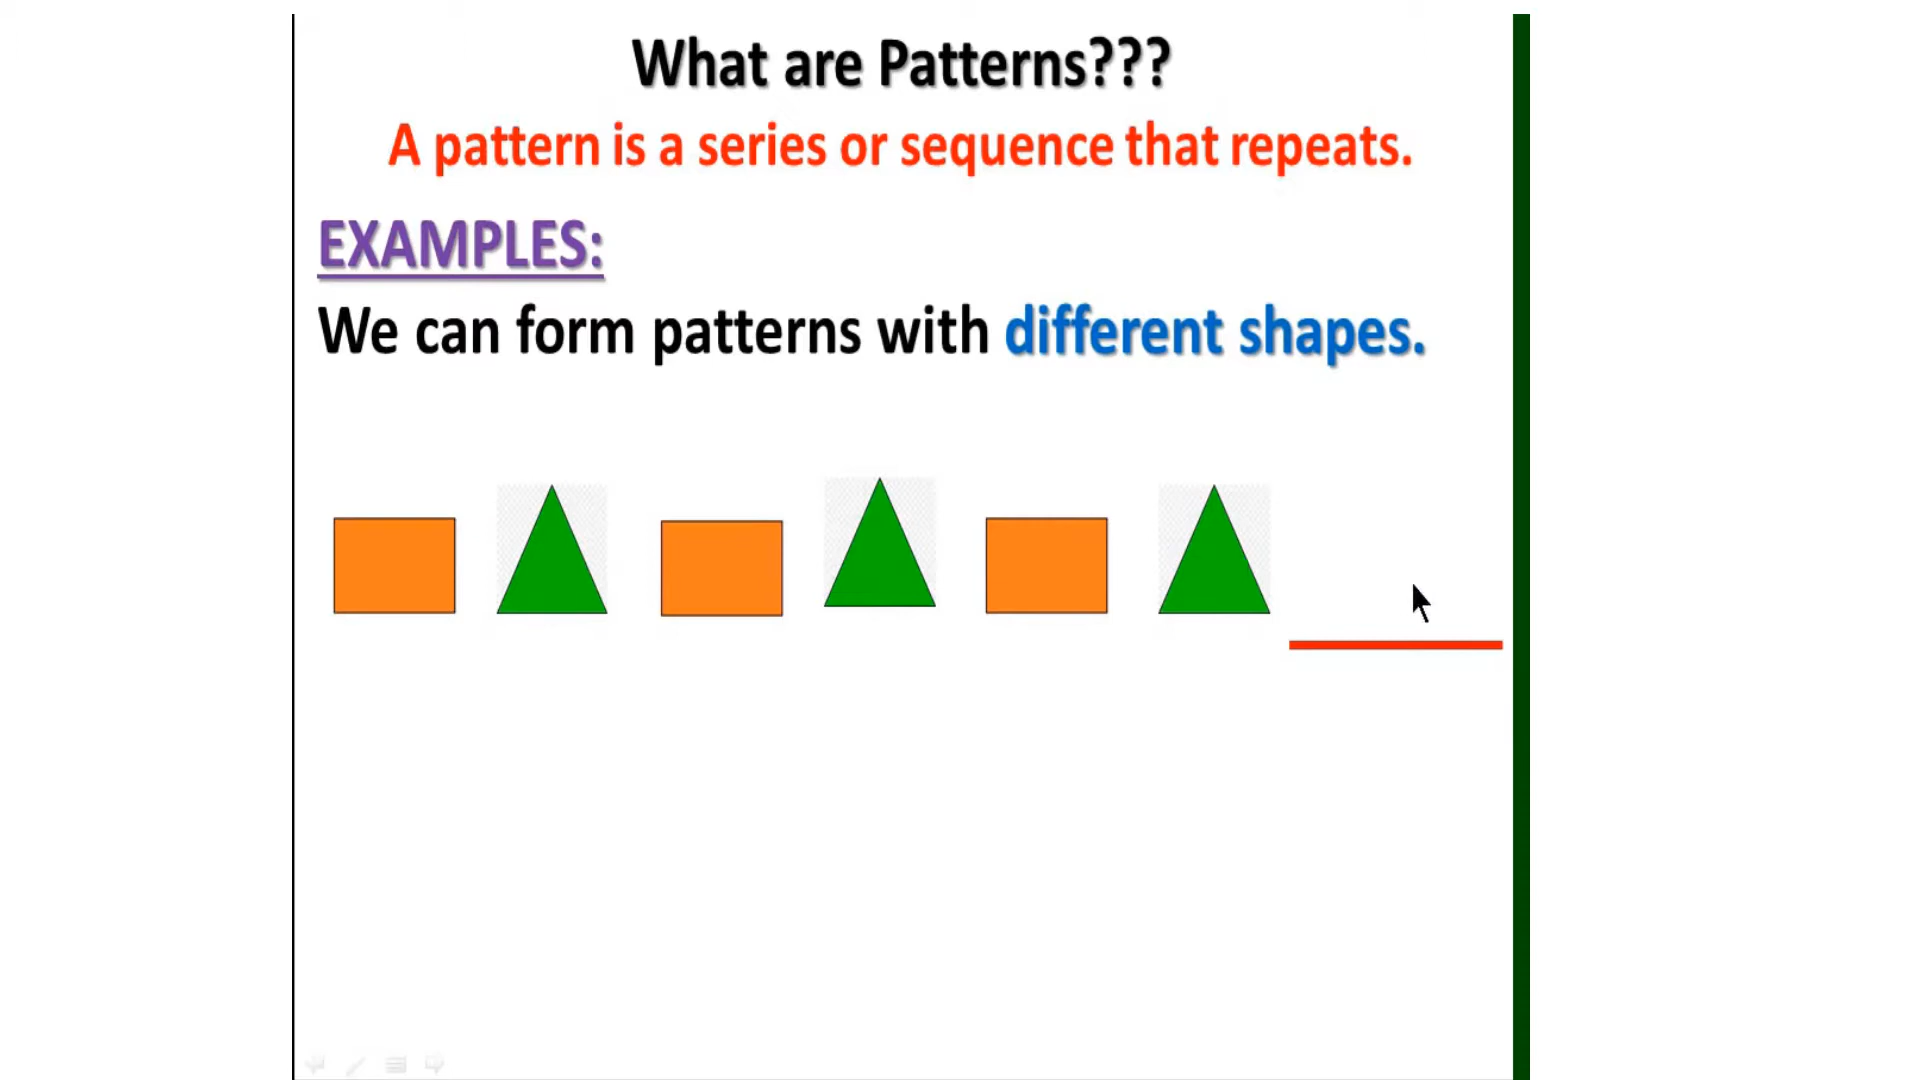 What are Patterns???
A pattern is a series or sequence that repeats.
EXAMPLES:
We can form patterns with different shapes.